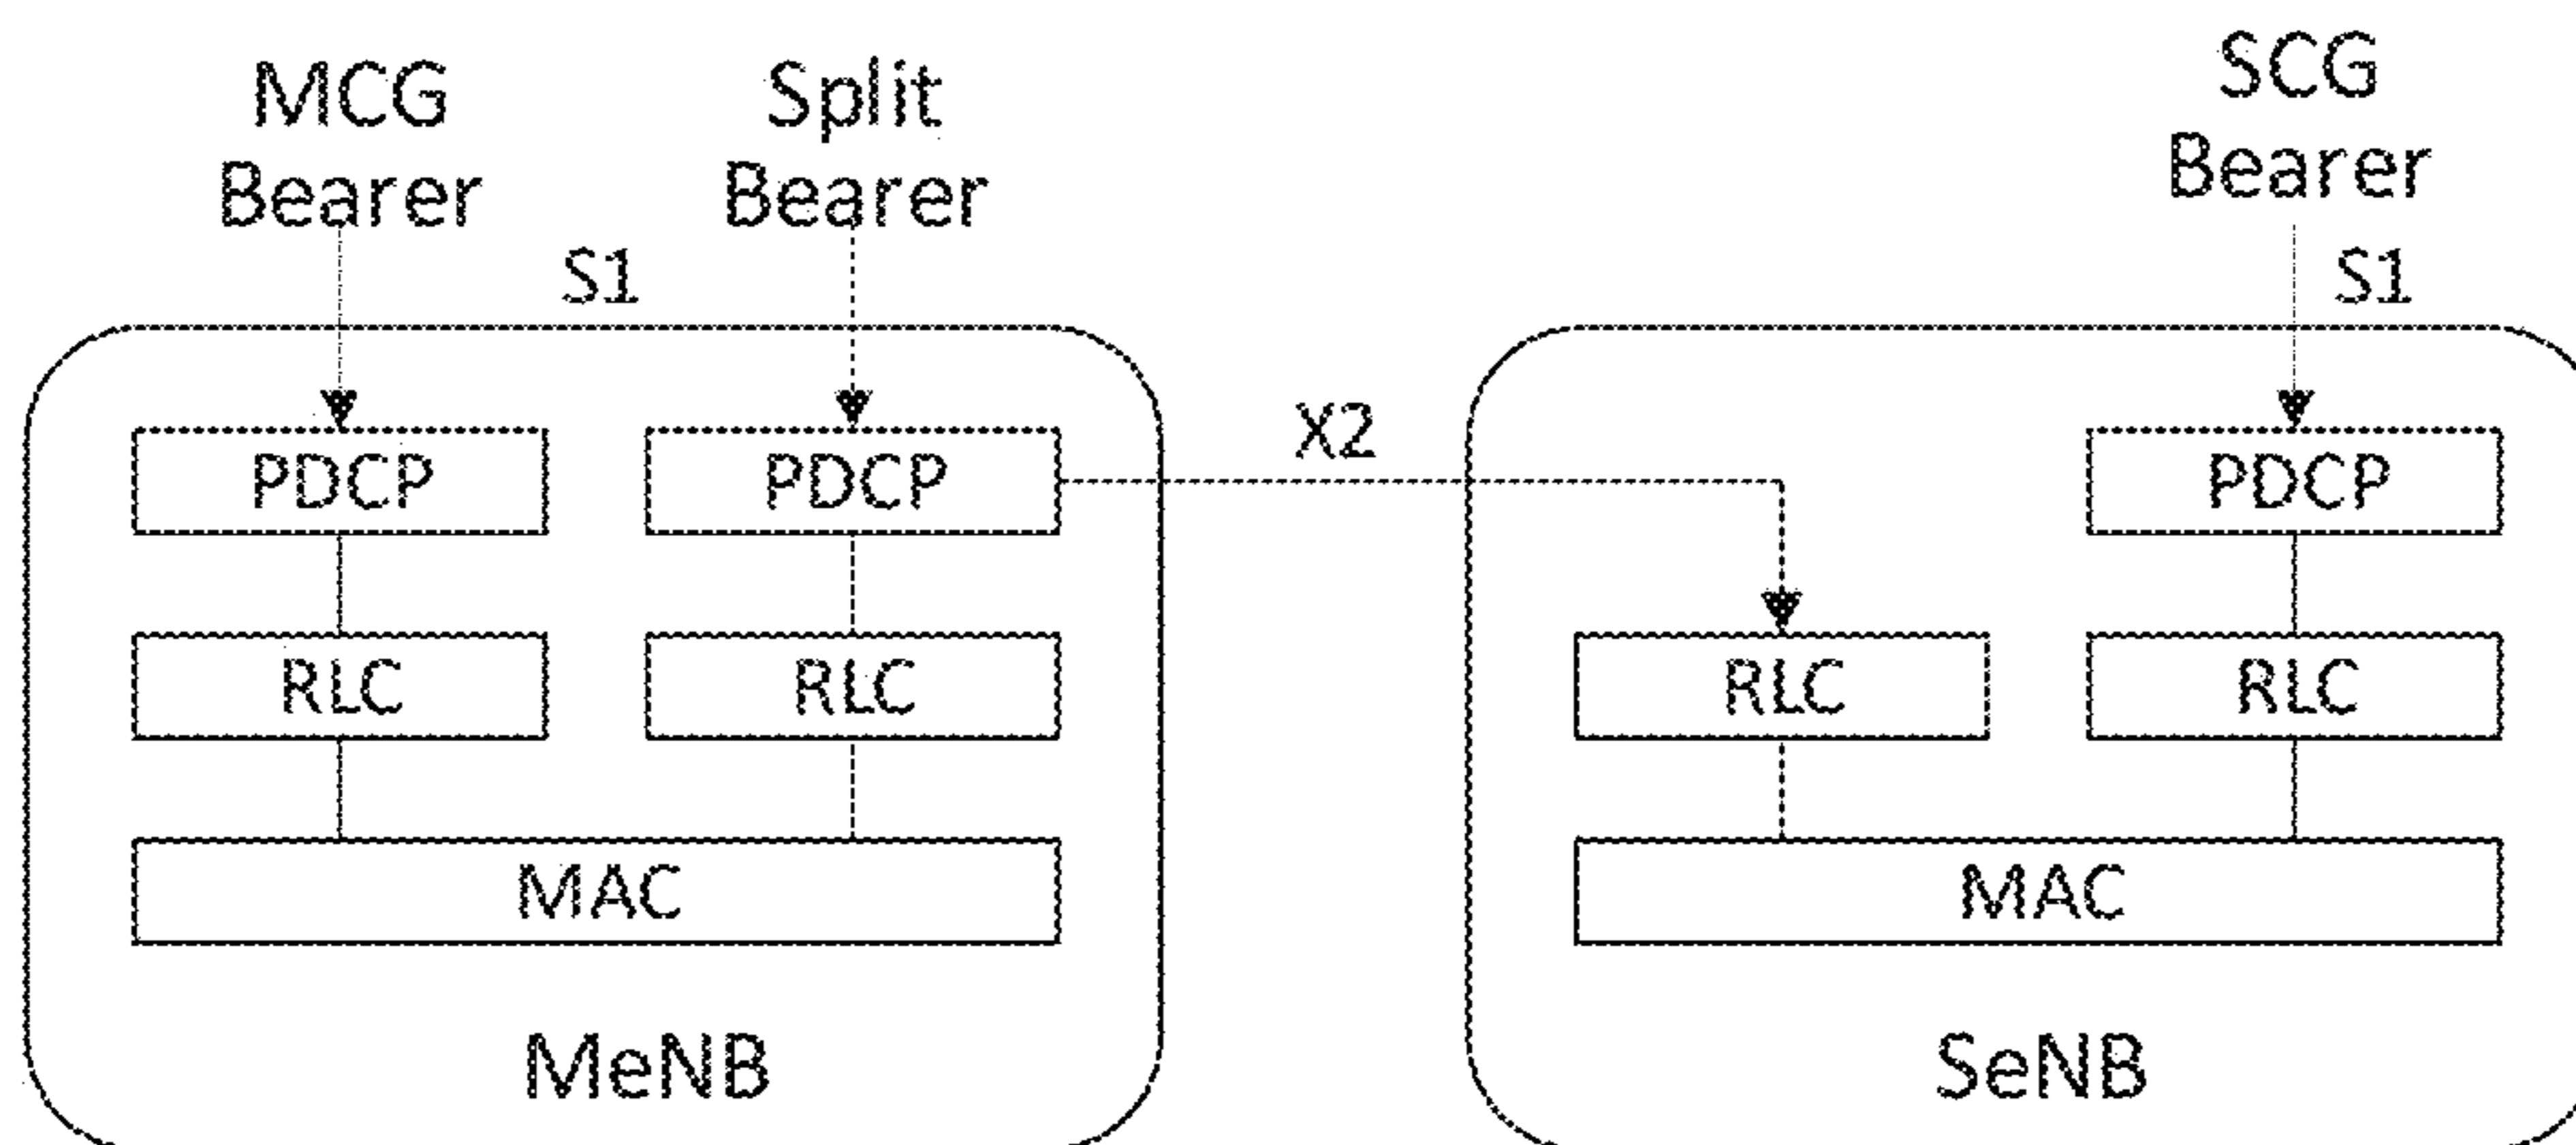 MCG
Bearer
Split
Bearer
SCG
Bearer
S1
S1
X2
PDCP
PDCP
PDCP
RLC
RLC
RLC
RLC
MAC
MAC
MeNB
SeNB